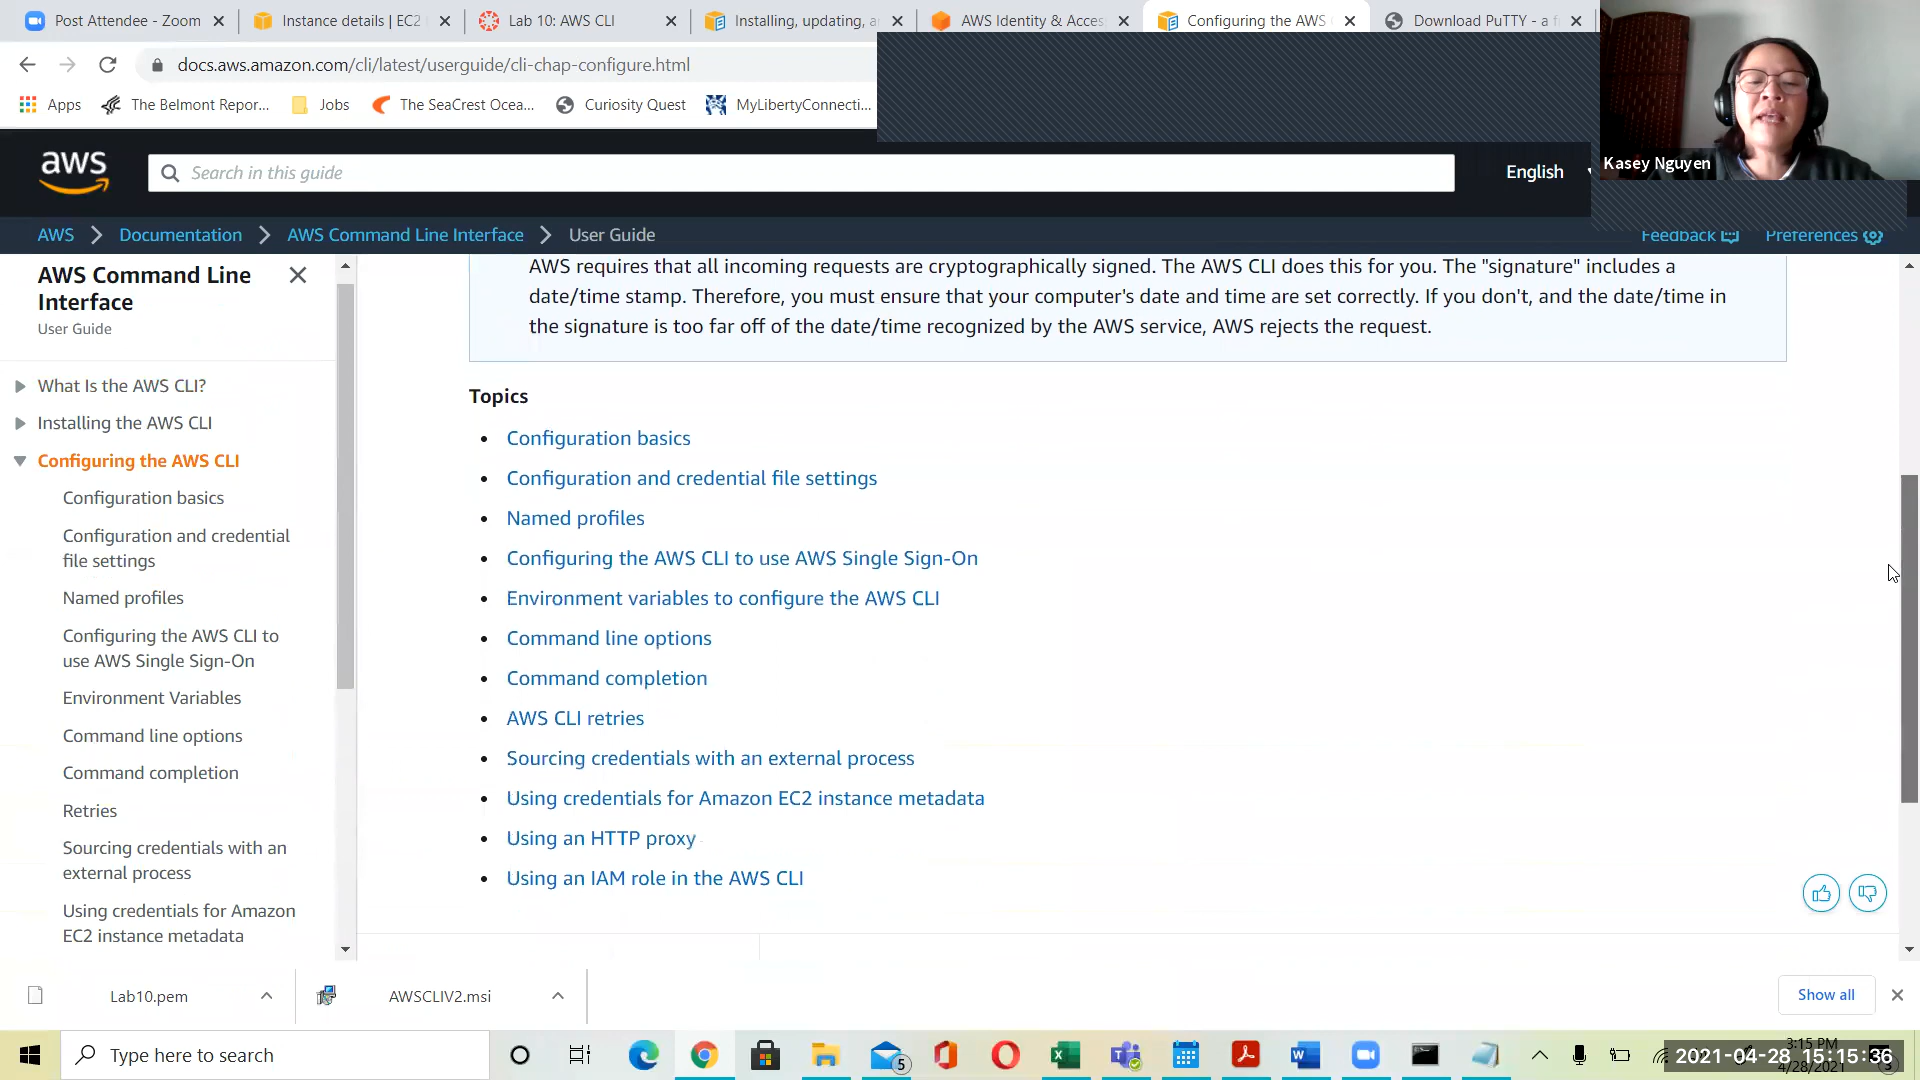 Post Attendee - Zoom
Instance details | EC2
Lab 10: AWS CLI
Installing, updating, a
AWS Identity & Acces
Configuring the AWS
Download PuTTY - a f
docs.aws.amazon.com/cli/latest/userguide/cli-chap-configure.html
Apps
The Belmont Repor...
Jobs
The SeaCrest Ocea...
Curiosity Quest
MyLibertyConnecti...
Kasey Nguyen
aws
Search in this guide
English
AWS
Documentation
AWS Command Line Interface
User Guide
Feedback
Preferences
AWS Command Line
Interface
User Guide
What Is the AWS CLI?
Installing the AWS CLI
Configuring the AWS CLI
Configuration basics
Configuration and credential
file settings
Named profiles
Configuring the AWS CLI to
use AWS Single Sign-On
Environment Variables
Command line options
Command completion
Retries
Sourcing credentials with an
external process
Using credentials for Amazon
EC2 instance metadata
AWS requires that all incoming requests are cryptographically signed. The AWS CLI does this for you. The "signature" includes a
date/time stamp. Therefore, you must ensure that your computer's date and time are set correctly. If you don't, and the date/time in
the signature is too far off of the date/time recognized by the AWS service, AWS rejects the request.
Topics
Configuration basics
Configuration and credential file settings
Named profiles
Configuring the AWS CLI to use AWS Single Sign-On
Environment variables to configure the AWS CLI
Command line options
Command completion
AWS CLI retries
Sourcing credentials with an external process
Using credentials for Amazon EC2 instance metadata
Using an HTTP proxy
Using an IAM role in the AWS CLI
Lab10.pem
AWSCLIV2.msi
Show all
Type here to search
5
3:15 PM
4/28/2021
2021-04-28 15:15:36